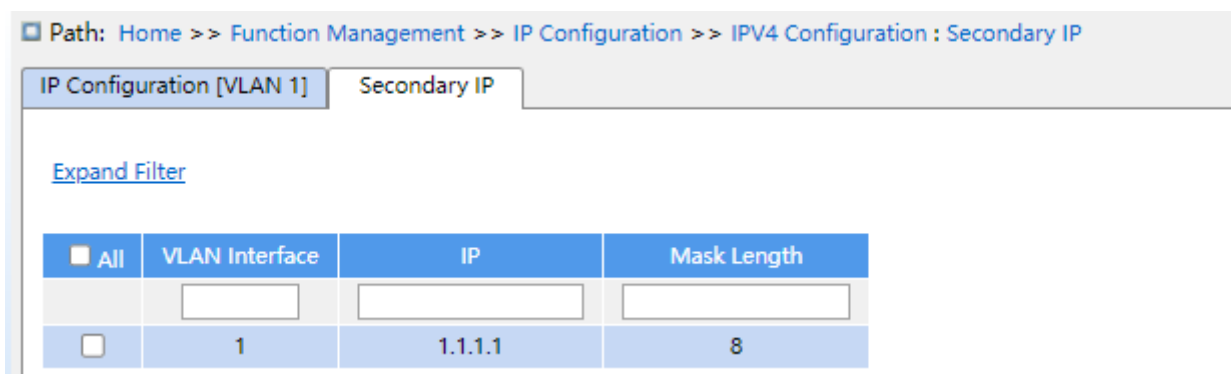 Path: Home >> Function Management >> IP Configuration >> IPV4 Configuration : Secondary IP
IP Configuration [VLAN 1] Secondary IP
Expand Filter
All VLAN Interface IP Mask Length
1 1.1.1.1 8